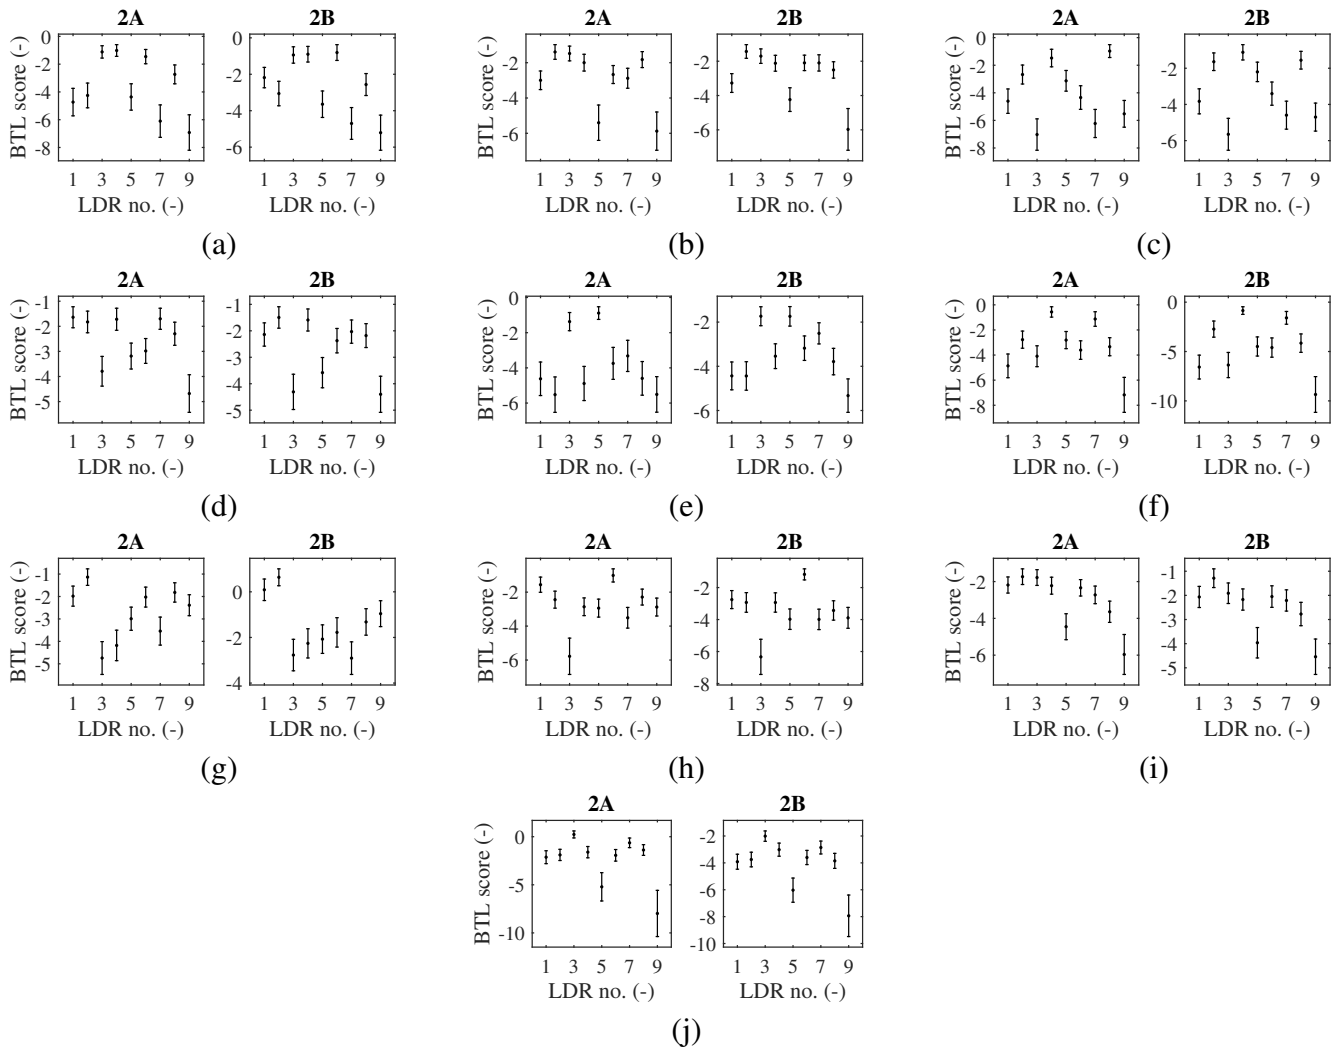 2A 2B 2A 2B 2A 2B
BTL score (-) 0 -2 -4 -6 -8 0 -2 -4 -6 BTL score (-) -2 -4 -6 -2 -4 -6 BTL score (-) 0 -2 -4 -6 -8 0 -2 -4 -6
1 3 5 7 9 1 3 5 7 9 1 3 5 7 9 1 3 5 7 9 1 3 5 7 9 1 3 5 7 9
LDR no. (-) LDR no. (-) LDR no. (-) LDR no. (-) LDR no. (-) LDR no. (-)
(a) (b) (c)
2A 2B 2A 2B 2A 2B
BTL score (-) -1 -2 -3 -4 -5 -1 -2 -3 -4 -5 BTL score (-) 0 -2 -4 -6 -2 -4 -6 BTL score (-) 0 -2 -4 -6 -8 0 -5 -10
1 3 5 7 9 1 3 5 7 9 1 3 5 7 9 1 3 5 7 9 1 3 5 7 9 1 3 5 7 9
LDR no. (-) LDR no. (-) LDR no. (-) LDR no. (-) LDR no. (-) LDR no. (-)
(d) (e) (f)
2A 2B 2A 2B 2A 2B
BTL score (-) -1 -2 -3 -4 -5 0 -2 -4 BTL score (-) -2 -4 -6 -2 -4 -6 -8 BTL score (-) -2 -4 -6 -1 -2 -3 -4 -5
1 3 5 7 9 1 3 5 7 9 1 3 5 7 9 1 3 5 7 9 1 3 5 7 9 1 3 5 7 9
LDR no. (-) LDR no. (-) LDR no. (-) LDR no. (-) LDR no. (-) LDR no. (-)
(g) (h) (i)
2A 2B
BTL score (-) 0 -5 -10 -2 -4 -6 -8 -10
1 3 5 7 9 1 3 5 7 9
LDR no. (-) LDR no. (-)
(j)